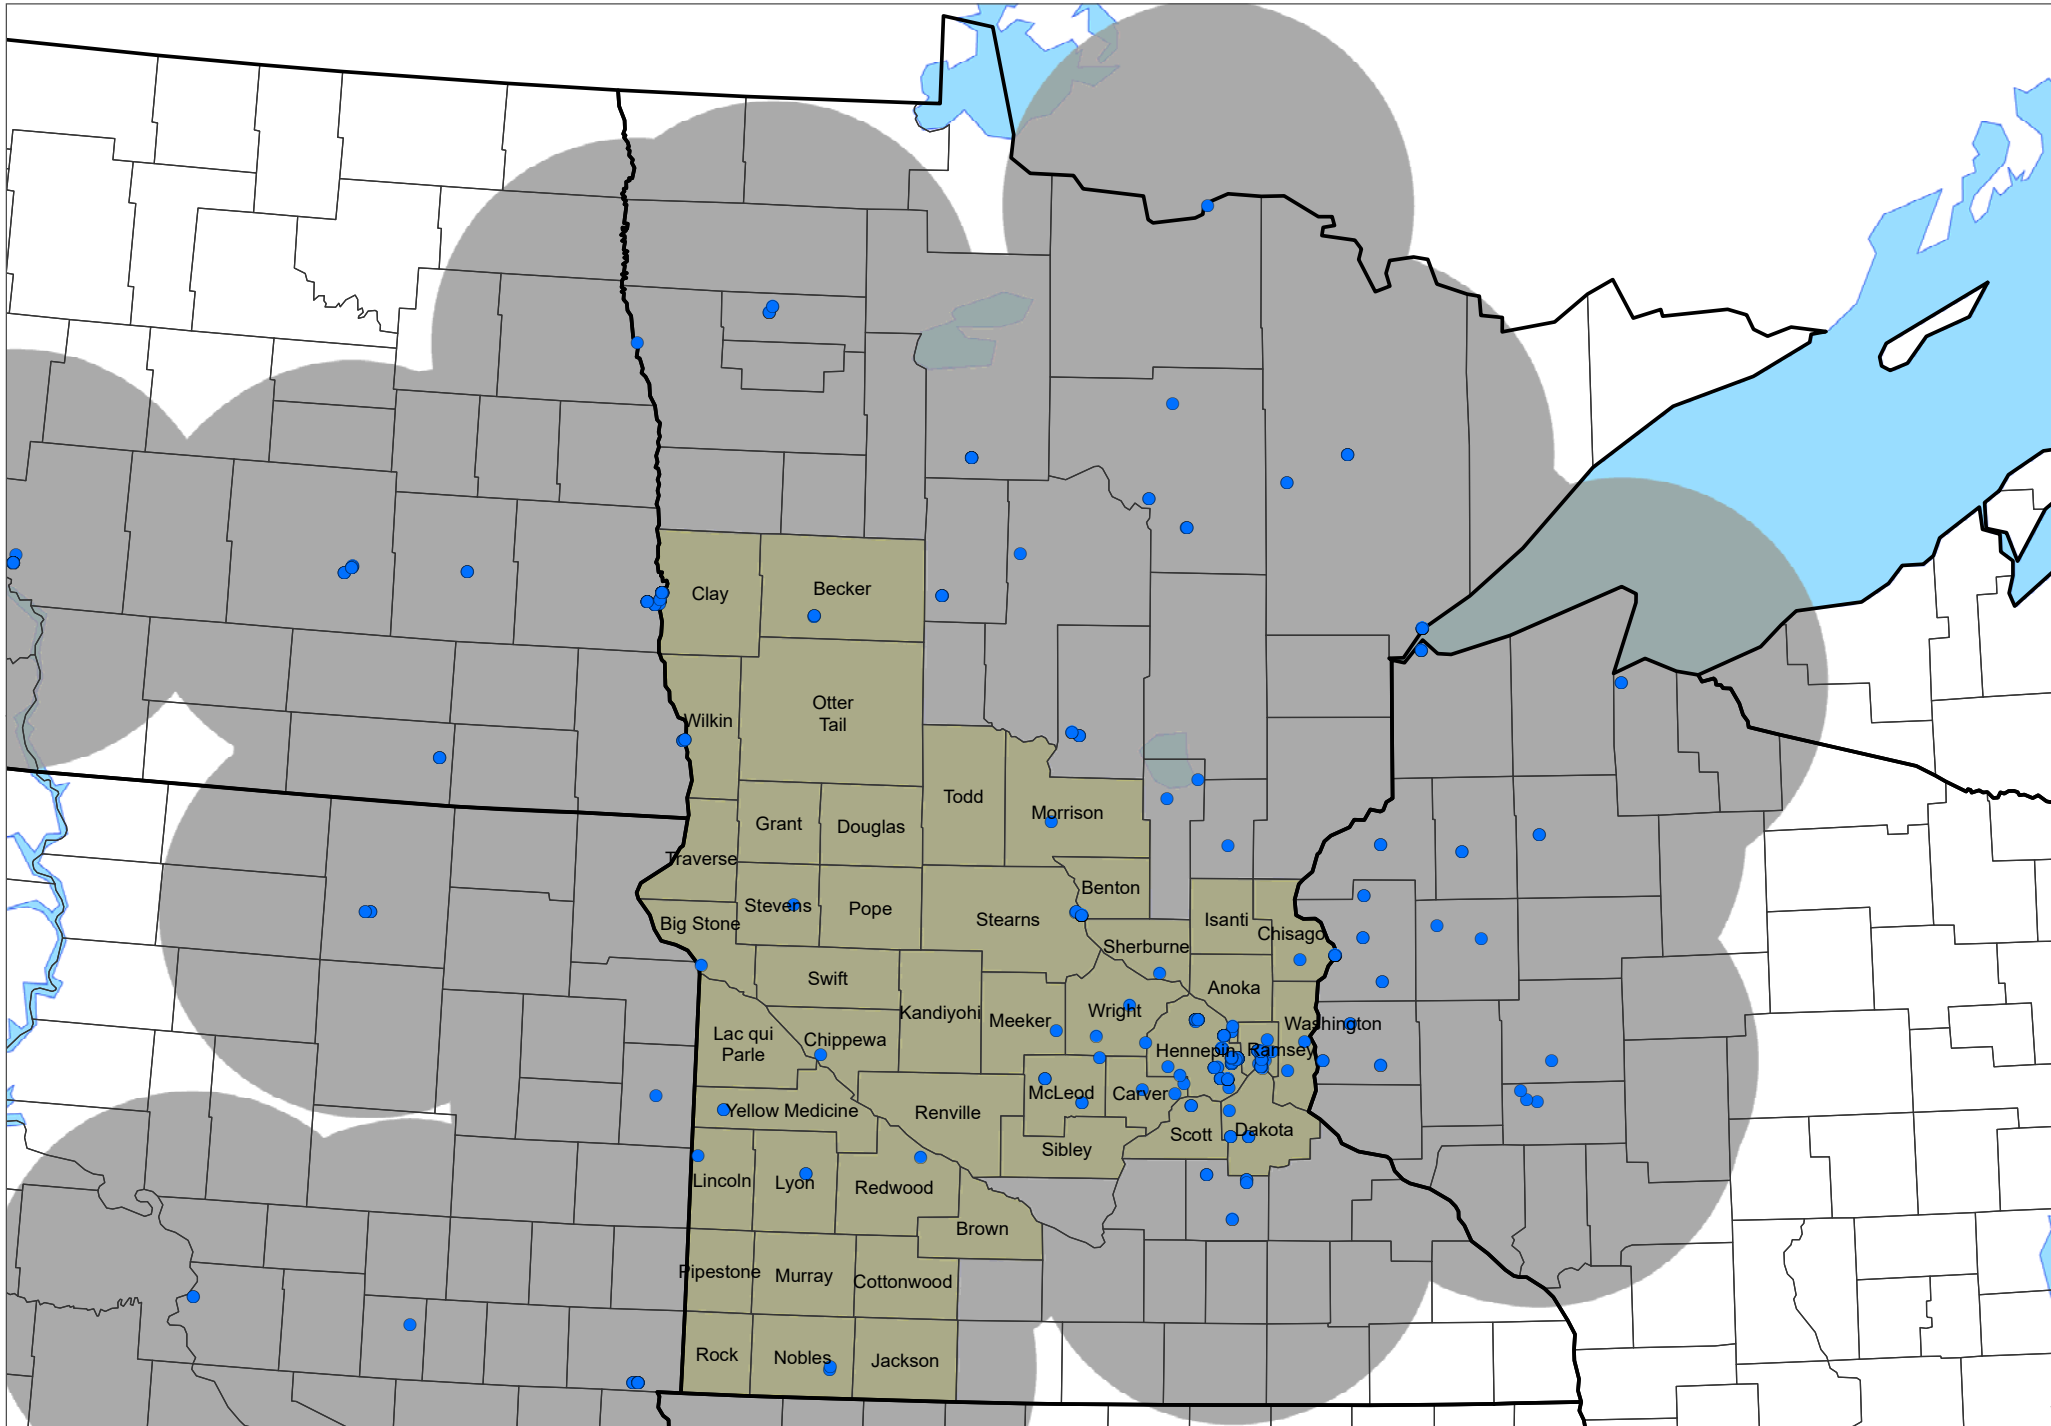 Clay
Becker
Wilkin
Otter
Tail
Todd
Morrison
Grant
Douglas
Traverse
Benton
Stevens
Pope
Stearns
Isanti
Big Stone
Chisago
Sherburne
Swift
Anoka
Kandiyohi
Wright
Meeker
Washington
Lac qui
Parle
Chippewa
Hennepin
Ramsey
McLeod
Carver
Yellow Medicine
Renville
Scott
Dakota
Sibley
Lincoln
Lyon
Redwood
Brown
Pipestone
Murray
Cottonwood
Rock
Nobles
Jackson